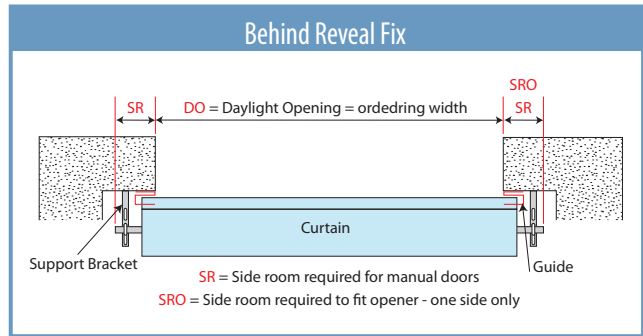 Behind Reveal Fix
SRO
SR DO = Daylight Opening = ordedring width SR
Curtain
Support Bracket Guide
SR = Side room required for manual doors
SRO = Side room required to fit opener - one side only